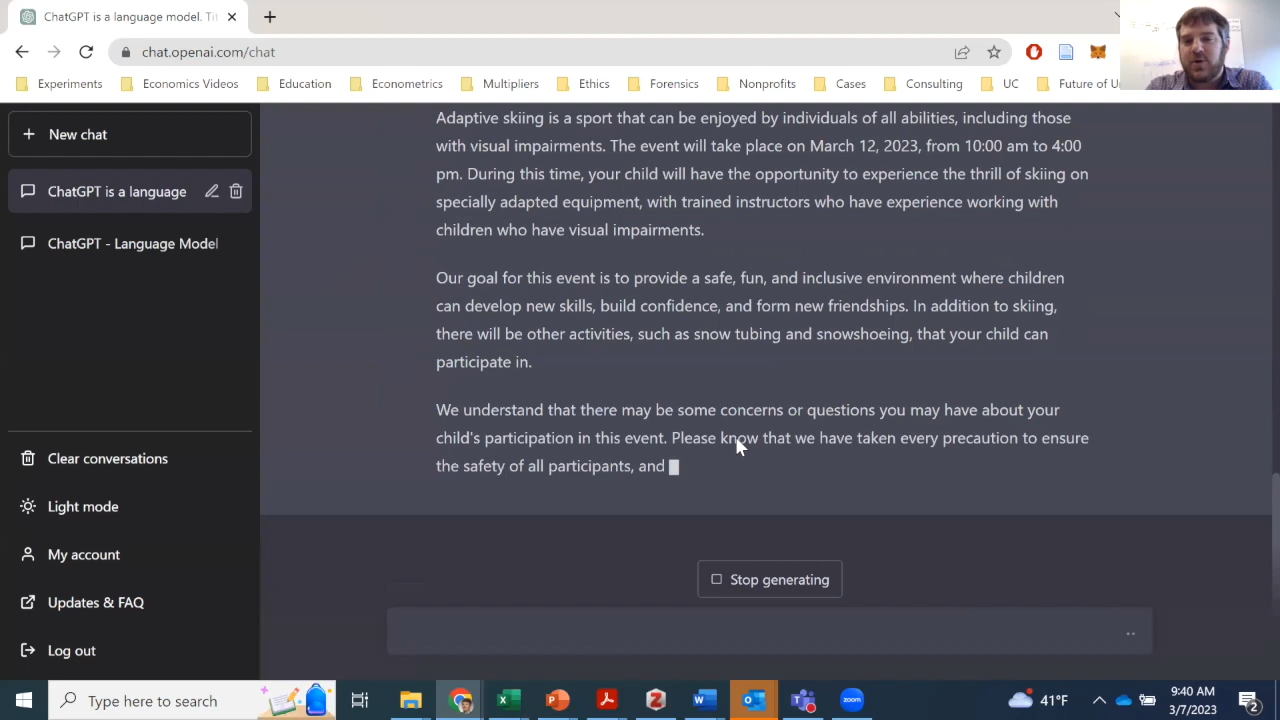 ChatGPT is a language model. Tit
chat.openai.com/chat
Experiments Economics Videos Education Econometrics Multiplier Ethics Forensics Nonprofits Cases Consulting UC Future of U
New chat
ChatGPT is a language
ChatGPT - Language Model
Clear conversations
Light mode
My account
Updates & FAQ
Log out
Adaptive skiing is a sport that can be enjoyed by individuals of all abilities, including those
with visual impairments. The event will take place on March 12, 2023, from 10:00 am to 4:00
pm. During this time, your child will have the opportunity to experience the thrill of skiing on
specially adapted equipment, with trained instructors who have experience working with
children who have visual impairments.
Our goal for this event is to provide a safe, fun, and inclusive environment where children
can develop new skills, build confidence, and form new friendships. In addition to skiing,
there will be other activities, such as snow tubing and snowshoeing, that your child can
participate in.
We understand that there may be some concerns or questions you may have about your
child's participation in this event. Please know that we have taken every precaution to ensure
the safety of all participants, and
Stop generating
Type here to search
zoom
41°F
9:40 AM
3/7/2023
2